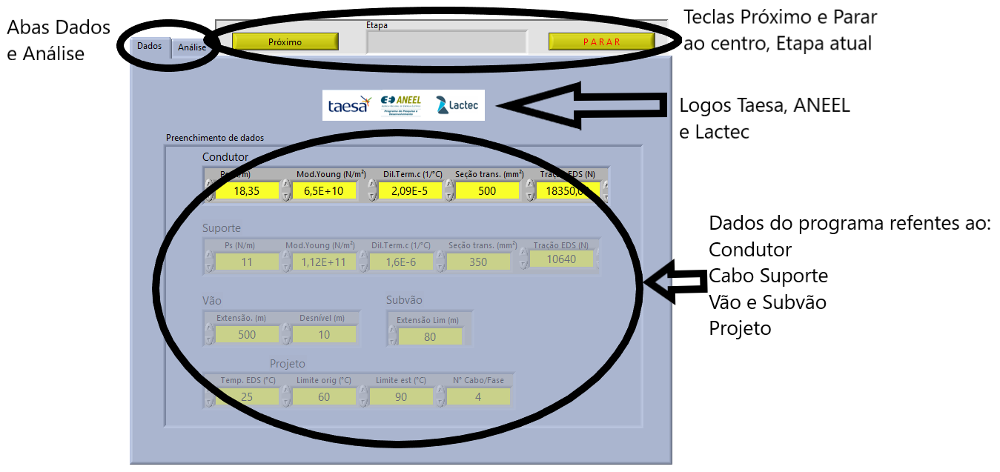 Abas Dados
e Análise
Teclas Próximo e Parar
ao centro, Etapa atual
Etapa
Dados
Análise
Próximo
PARAR
taesa
ANEEL
Lactec
Logos Taesa, ANEEL
e Lactec
Preenchimento de dados
Condutor
Mod.Young (N/m²) Dil.Term.c (1/°C) Seção trans. (mm²) Tração EDS (N)
18,35 6,5E+10 2,09E-5 500
Suporte
Ps (N/m) Mod.Young (N/m²) Dil.Term.c (1/°C) Seção trans. (mm²) Tração EDS (N)
11 1,12E+11 1,6E-6 350 10640
Vão
Subvão
Extensão. (m) Desnível (m) Extensão Lim (m)
500 10 80
Projeto
Temp. EDS (°C) Limite orig (°C) Limite est (°C) N° Cabo/Fase
25 60 90 4
Dados do programa refentes ao:
Condutor
Cabo Suporte
Vão e Subvão
Projeto